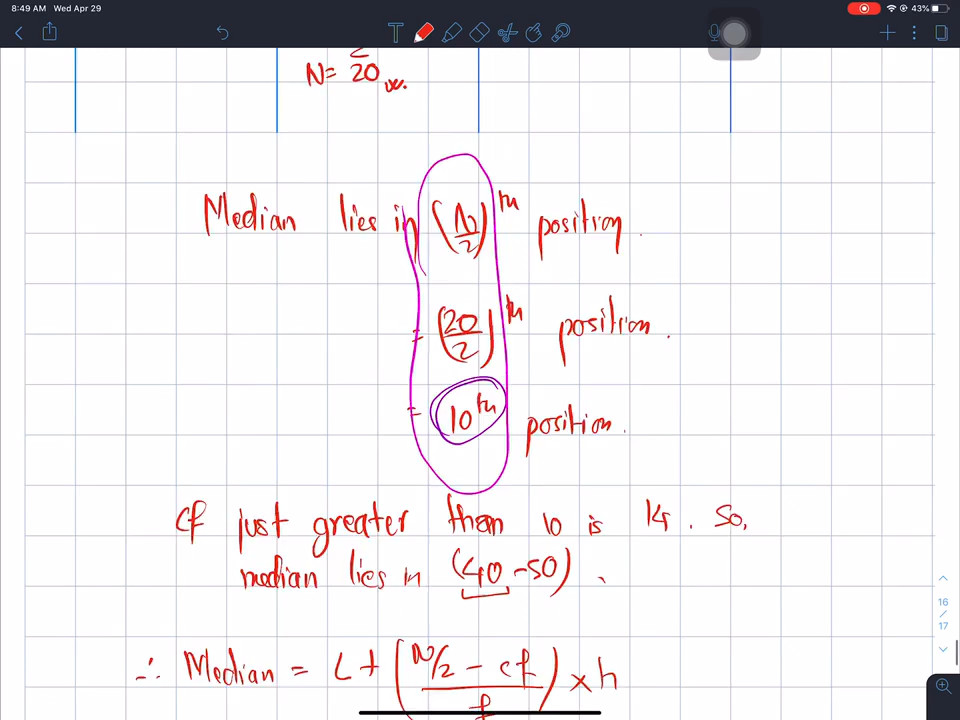 8:49 AM Wed Apr 29
43%
N= 20
Median lies in (N/2)th position.
= (20/2)th position.
= 10th position.
cf just greater than 10 is 14. So,
median lies in (40-50).
∴ Median = L + (N/2 - cf / f) × h
16
/
17